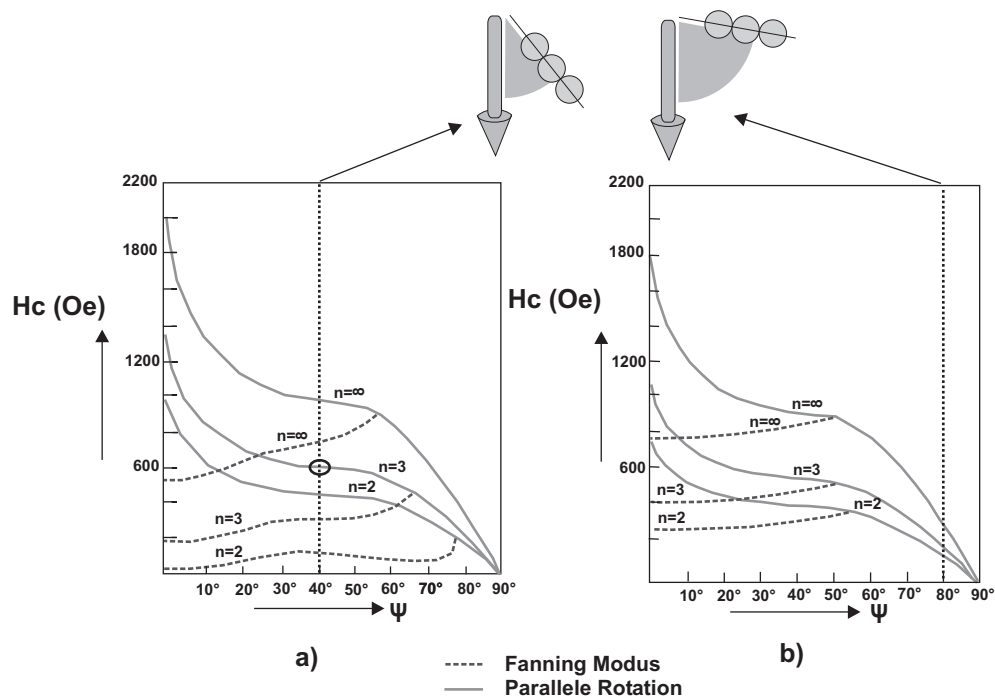 2200
1800
Hc (Oe)
1200
600
n=∞
n=∞
n=3
n=2
n=3
n=2
10° 20° 30° 40° 50° 60° 70° 80° 90°
Ψ
a)
2200
1800
Hc (Oe)
1200
600
n=∞
n=∞
n=3
n=3
n=2
n=2
10° 20° 30° 40° 50° 60° 70° 80° 90°
Ψ
b)
Fanning Modus
Parallele Rotation